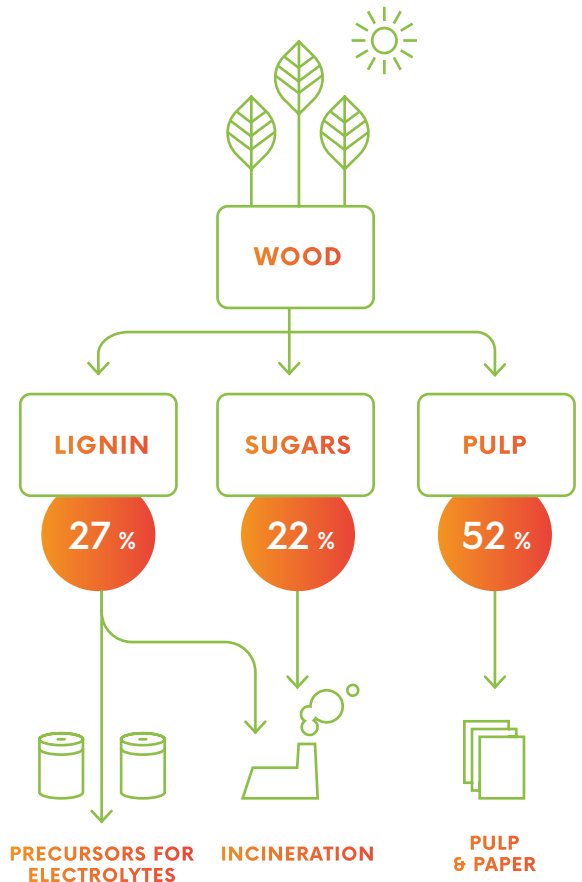 WOOD
LIGNIN
SUGARS
PULP
27 %
22 %
52 %
PRECURSORS FOR
ELECTROLYTES
INCINERATION
PULP
& PAPER